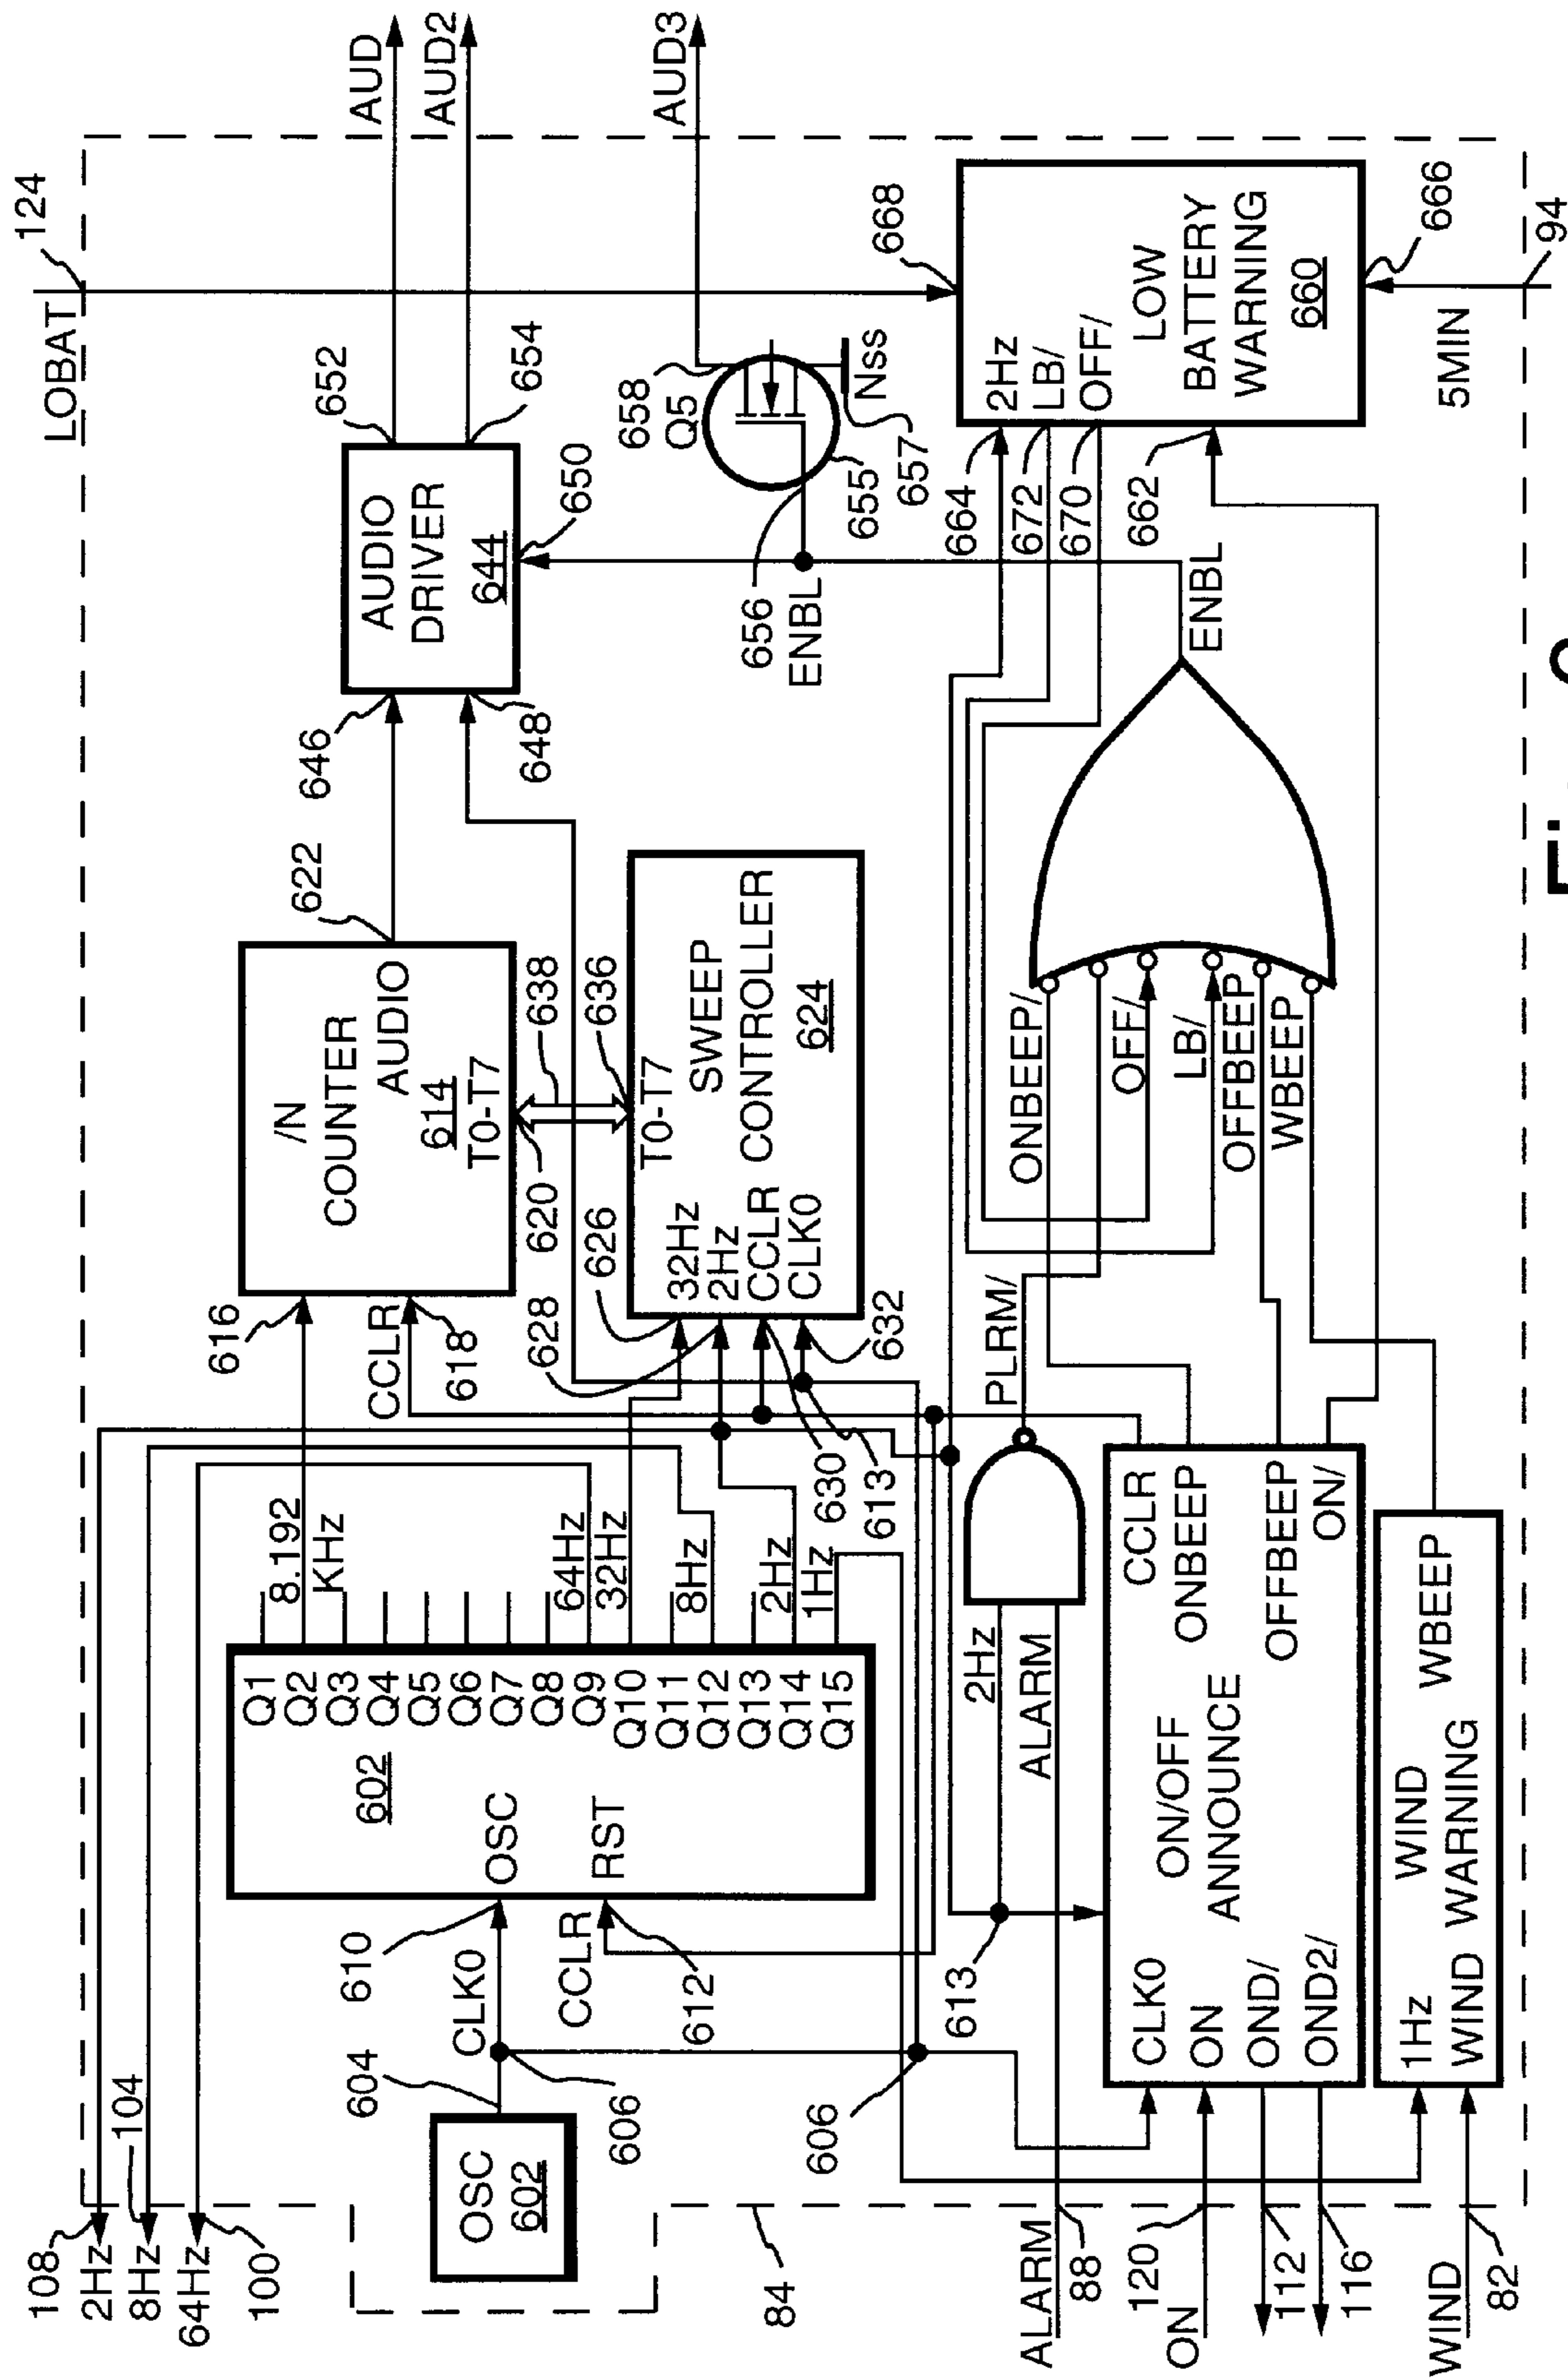 LOBAT
124
AUD
AUD2
AUD3
108
2Hz
104
8Hz
64Hz
100
OSC
602
604
606
CLK0
610
OSC
602
CCLR
612
RST
Q1
Q2
Q3
Q4
Q5
Q6
Q7
Q8
Q9
Q10
Q11
Q12
Q13
Q14
Q15
8.192
KHz
64Hz
32Hz
8Hz
2Hz
1Hz
616
CCLR
618
/N
COUNTER
AUDIO
614
T0-T7
622
620
638
636
628
626
T0-T7
32Hz
2Hz
CCLR
CLK0
SWEEP
CONTROLLER
624
630
613
632
646
648
AUDIO
DRIVER
644
652
654
650
656
ENBL
658
Q5
655
657
Nss
668
664
672
670
662
2Hz
LB/
OFF/
LOW
BATTERY
WARNING
660
666
5MIN
94
84
606
613
2Hz
ALARM
PLRM/
ONBEEP/
OFF/
LB/
OFFBEEP
WBEEP
ENBL
ALARM
88
120
ON
112
116
WIND
82
CLK0
ON
OND/
OND2/
ON/OFF
ANNOUNCE
CCLR
ONBEEP
OFFBEEP
ON/
1Hz
WIND
WIND
WARNING
WBEEP